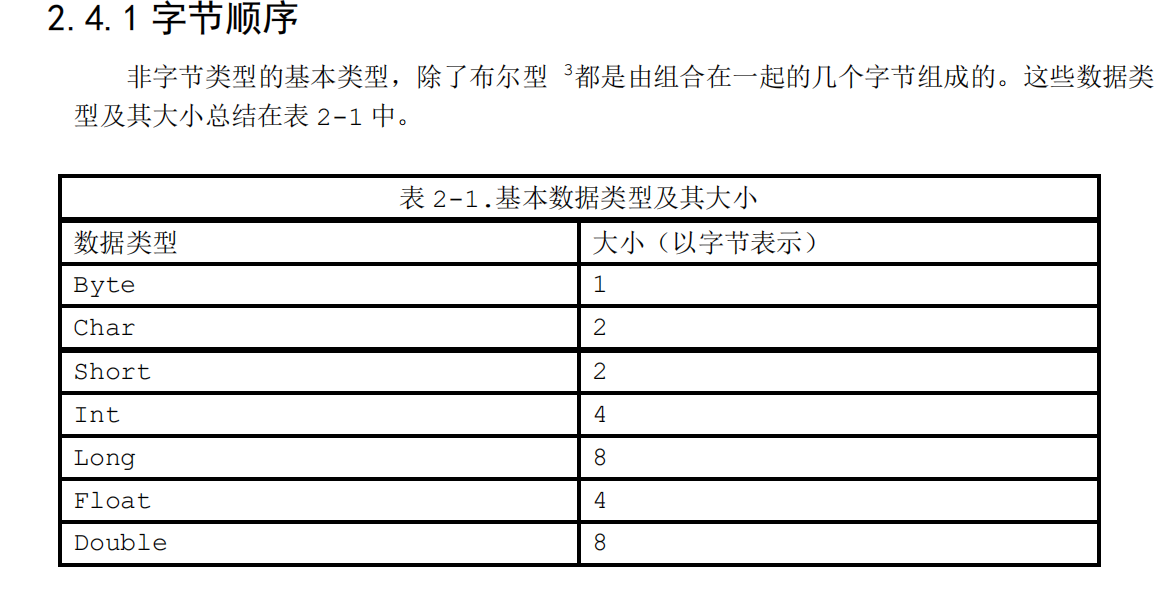 2.4.1 字节顺序
非字节类型的基本类型，除了布尔型 ³都是由组合在一起的几个字节组成的。这些数据类
型及其大小总结在表 2-1 中。
表 2-1.基本数据类型及其大小
数据类型 大小（以字节表示）
Byte 1
Char 2
Short 2
Int 4
Long 8
Float 4
Double 8